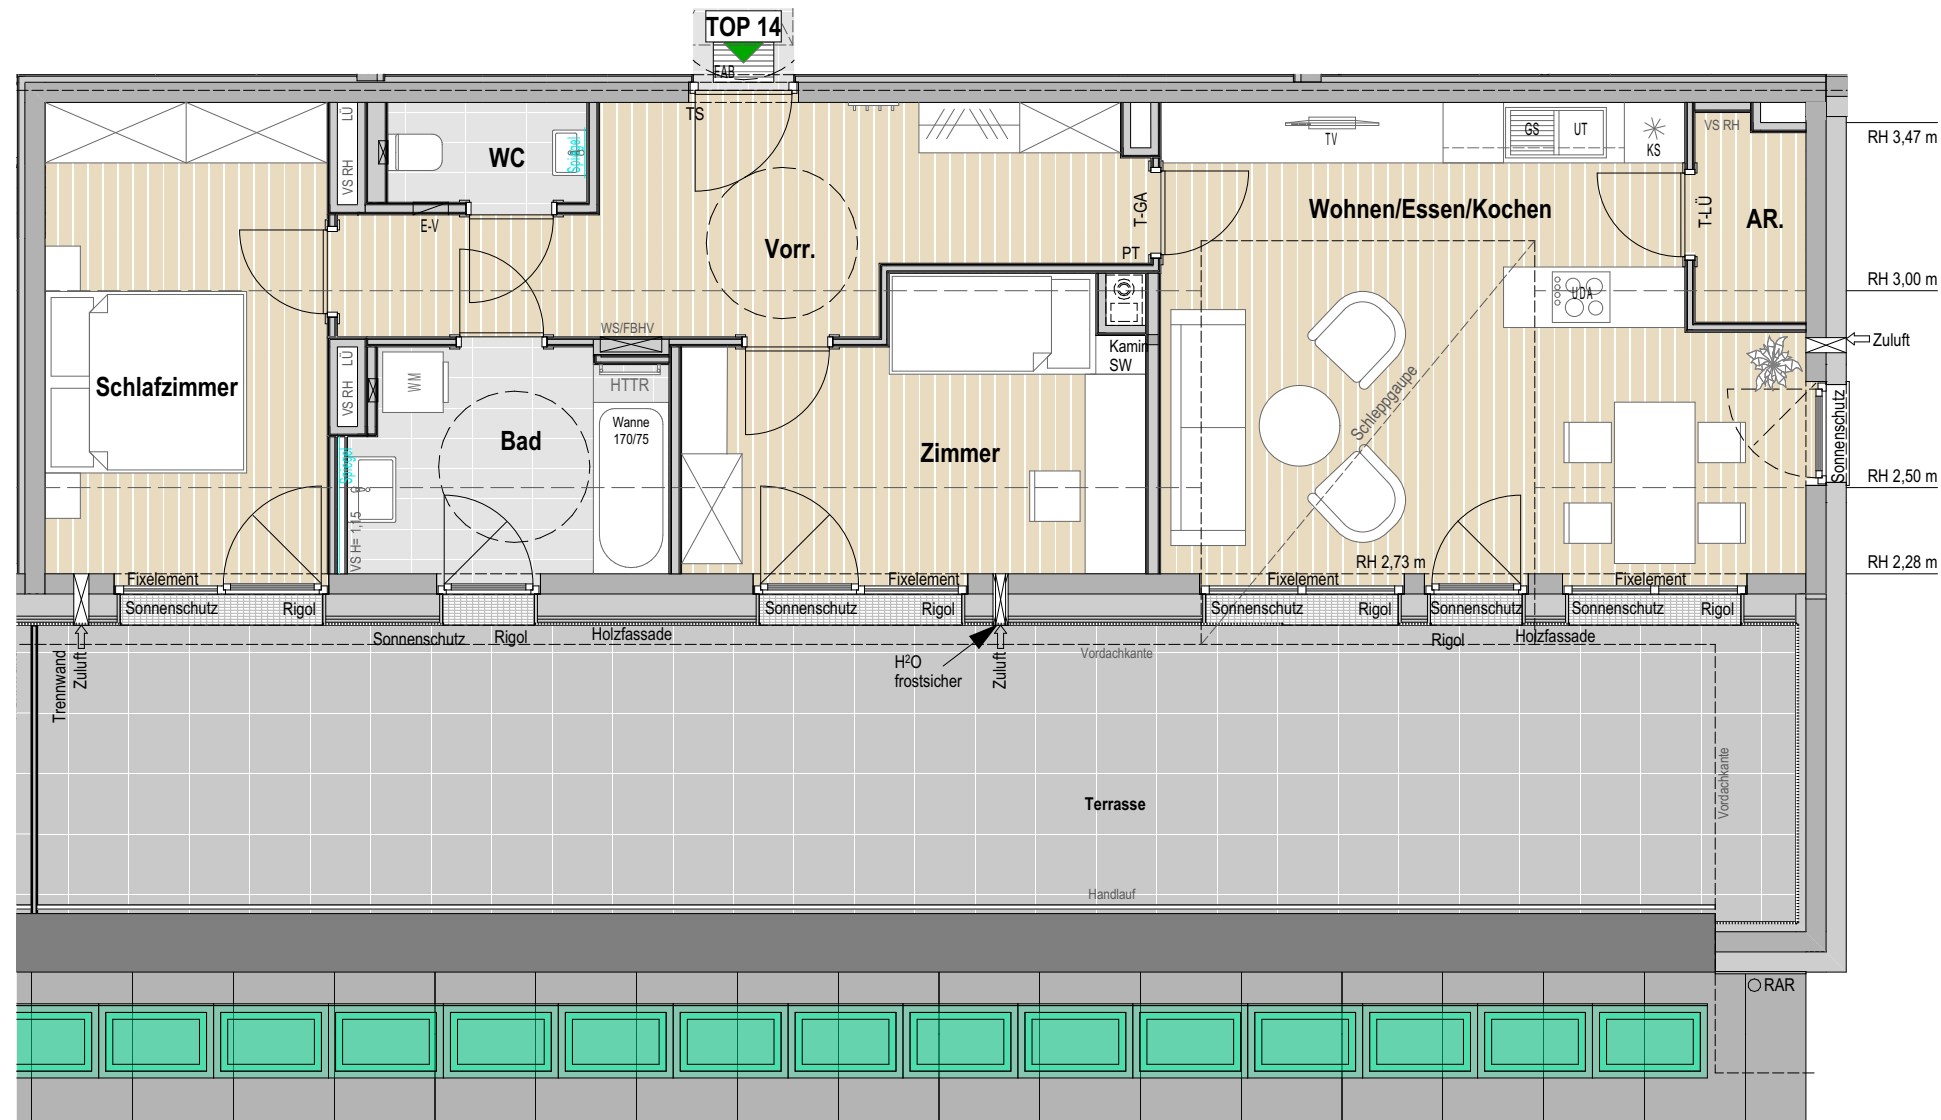 TOP 14
FAB
TS
LÜ
VS RH
WC
Spiegel
E-V
Vorr.
T-GA
PT
TV
GS
UT
KS
VS RH
Wohnen/Essen/Kochen
T-LÜ
AR.
RH 3,47 m
RH 3,00 m
Zuluft
Sonnenschutz
RH 2,50 m
RH 2,28 m
UDA
Schlafzimmer
LÜ
VS RH
WM
WS/FBHV
HTTR
Wanne
170/75
Bad
Spiegel
VS H= 1,15
Kamin
SW
Zimmer
Schleppgaupe
RH 2,73 m
Fixelement
Fixelement
Fixelement
Fixelement
Sonnenschutz
Rigol
Sonnenschutz
Rigol
Sonnenschutz
Rigol
Sonnenschutz
Sonnenschutz
Rigol
Sonnenschutz
Rigol
Holzfassade
Rigol
Holzfassade
Trennwand
Zuluft
H²O
frostsicher
Zuluft
Vordachkante
Vordachkante
Terrasse
Handlauf
RAR